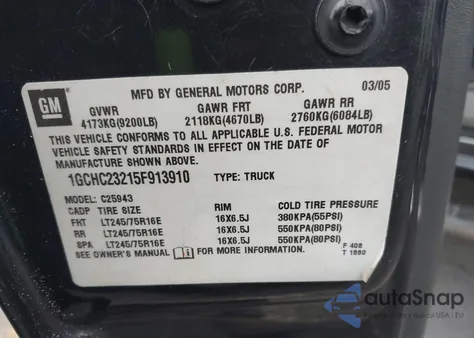 MFD BY GENERAL MOTORS CORP. 03/05
GM
GVWR GAWR FRT GAWR RR
4173KG(9200LB) 2118KG(4670LB) 2760KG(6084LB)
THIS VEHICLE CONFORMS TO ALL APPLICABLE U.S. FEDERAL MOTOR
VEHICLE SAFETY STANDARDS IN EFFECT ON THE DATE OF
MANUFACTURE SHOWN ABOVE.
1GCHC23215F913910 TYPE: TRUCK
MODEL: C25943
CADP TIRE SIZE RIM COLD TIRE PRESSURE
FRT LT245/75R16E 16X6.5J 380KPA(55PSI)
RR LT245/75R16E 16X6.5J 550KPA(80PSI)
SPA LT245/75R16E 16X6.5J 550KPA(80PSI)
SEE OWNER'S MANUAL FOR MORE INFORMATION.
F 408
T 1550
autaSnap
USA - EU